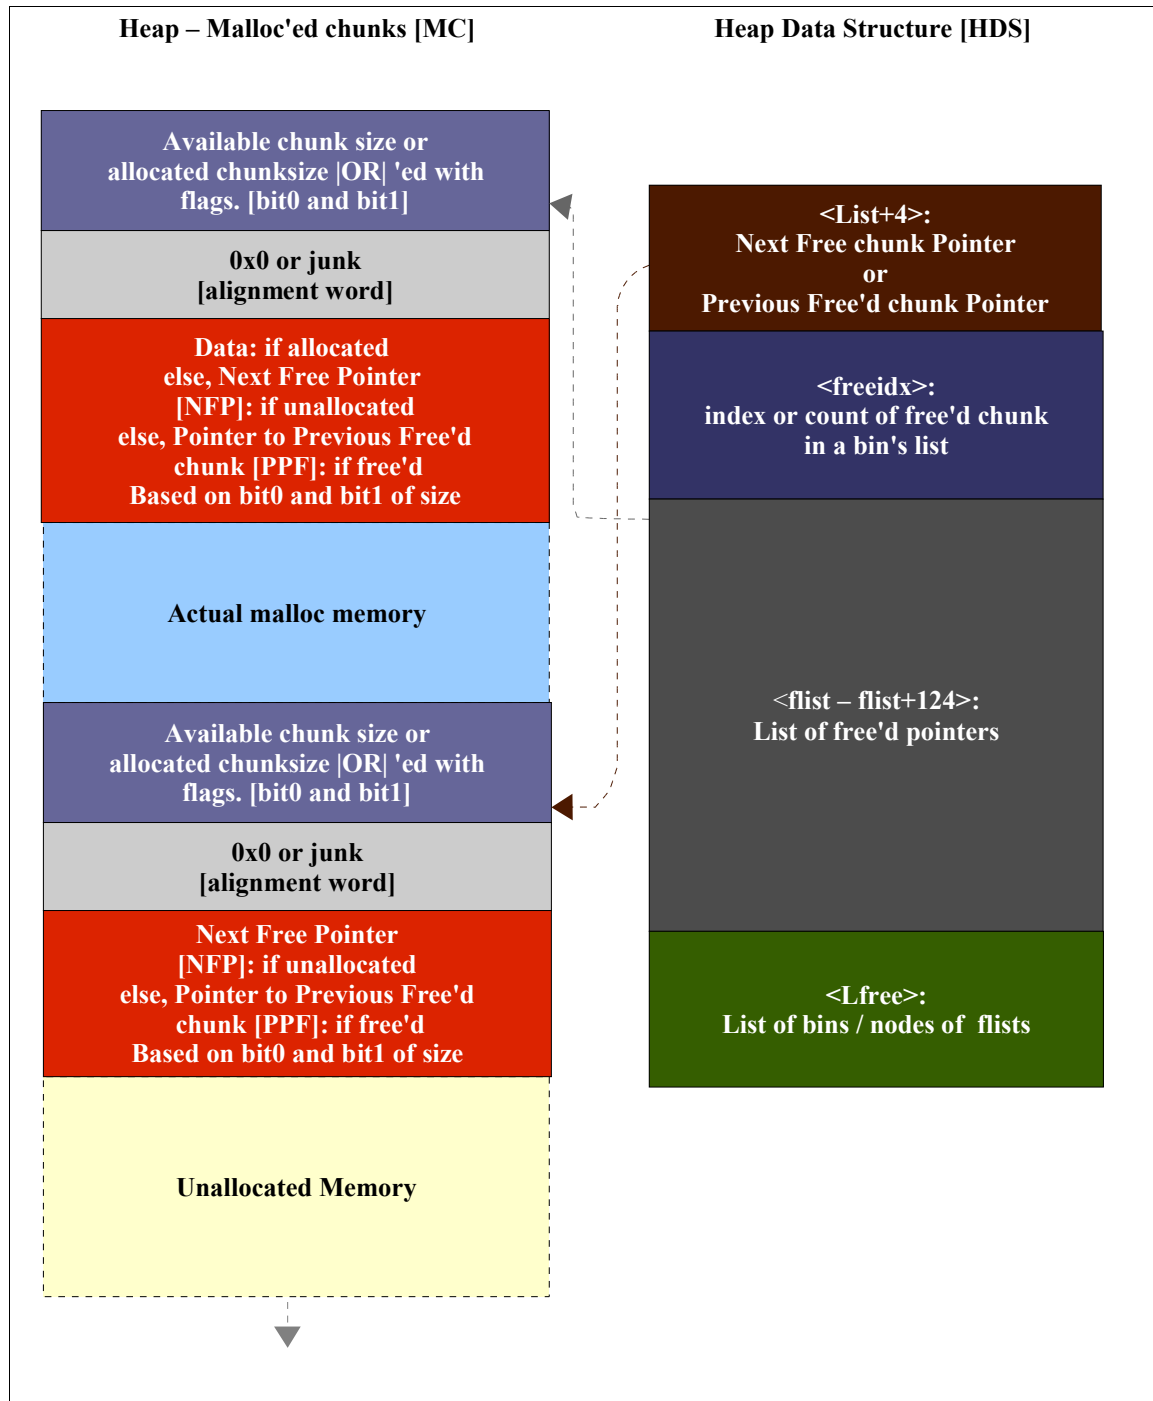 Heap – Malloc'ed chunks [MC]
Available chunk size or
allocated chunksize |OR| 'ed with
flags. [bit0 and bit1]
0x0 or junk
[alignment word]
Data: if allocated
else, Next Free Pointer
[NFP]: if unallocated
else, Pointer to Previous Free'd
chunk [PPF]: if free'd
Based on bit0 and bit1 of size
Actual malloc memory
Available chunk size or
allocated chunksize |OR| 'ed with
flags. [bit0 and bit1]
0x0 or junk
[alignment word]
Next Free Pointer
[NFP]: if unallocated
else, Pointer to Previous Free'd
chunk [PPF]: if free'd
Based on bit0 and bit1 of size
Unallocated Memory
Heap Data Structure [HDS]
<List+4>:
Next Free chunk Pointer
or
Previous Free'd chunk Pointer
<freeidx>:
index or count of free'd chunk
in a bin's list
<flist – flist+124>:
List of free'd pointers
<Lfree>:
List of bins / nodes of flists